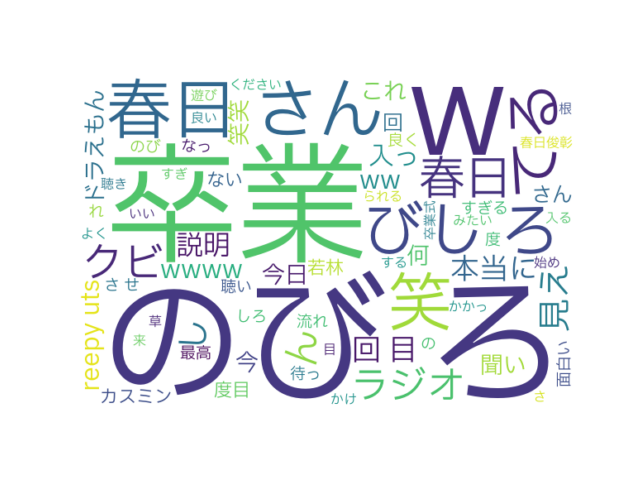 ください
春日
遊び
良い
さん
笑笑
これ
回
w
てる
根
ドラえもん
のび
なっ
良く
春日俊彰
卒業
すぎ
聴き
ない
入っ
ww
春日
さん
れ
いい
られる
びしろ
卒業式
すぎる
みたい
入る
よく
クビ
説明
wwww
今日
若林
する
何
度
本当に
始め
見え
reepy uts
させ
聴い
のびろ
笑
かかっ
草
し
しろ
流れ
ん
目
回目
の
聞い
面白い
来
最高
今
待っ
ラジオ
カスミン
度目
かけ
さ